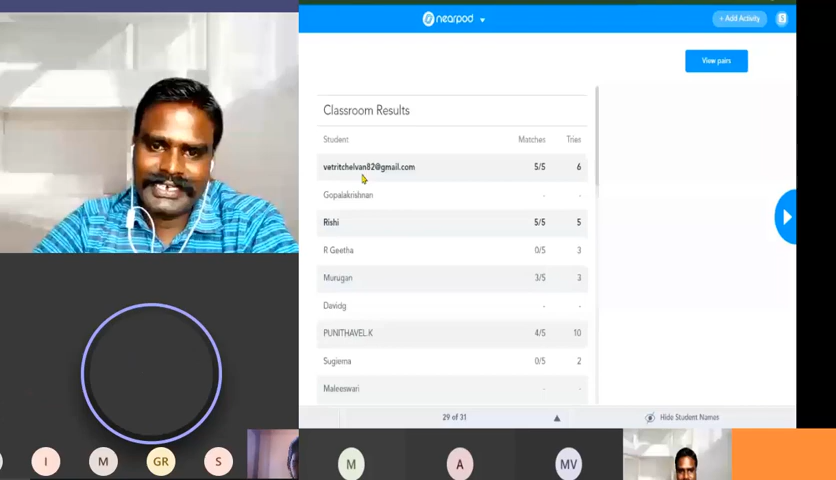 nearpod
+ Add Activity
S
View pairs
Classroom Results
Student Matches Tries
vetritchelvan82@gmail.com 5/5 6
Gopalakrishnan - -
Rishi 5/5 5
R Geetha 0/5 3
Murugan 3/5 3
Davidg - -
PUNITHAVEL.K 4/5 10
Sugiema 0/5 2
Maleeswari - -
29 of 31
Hide Student Names
I M GR S M A MV